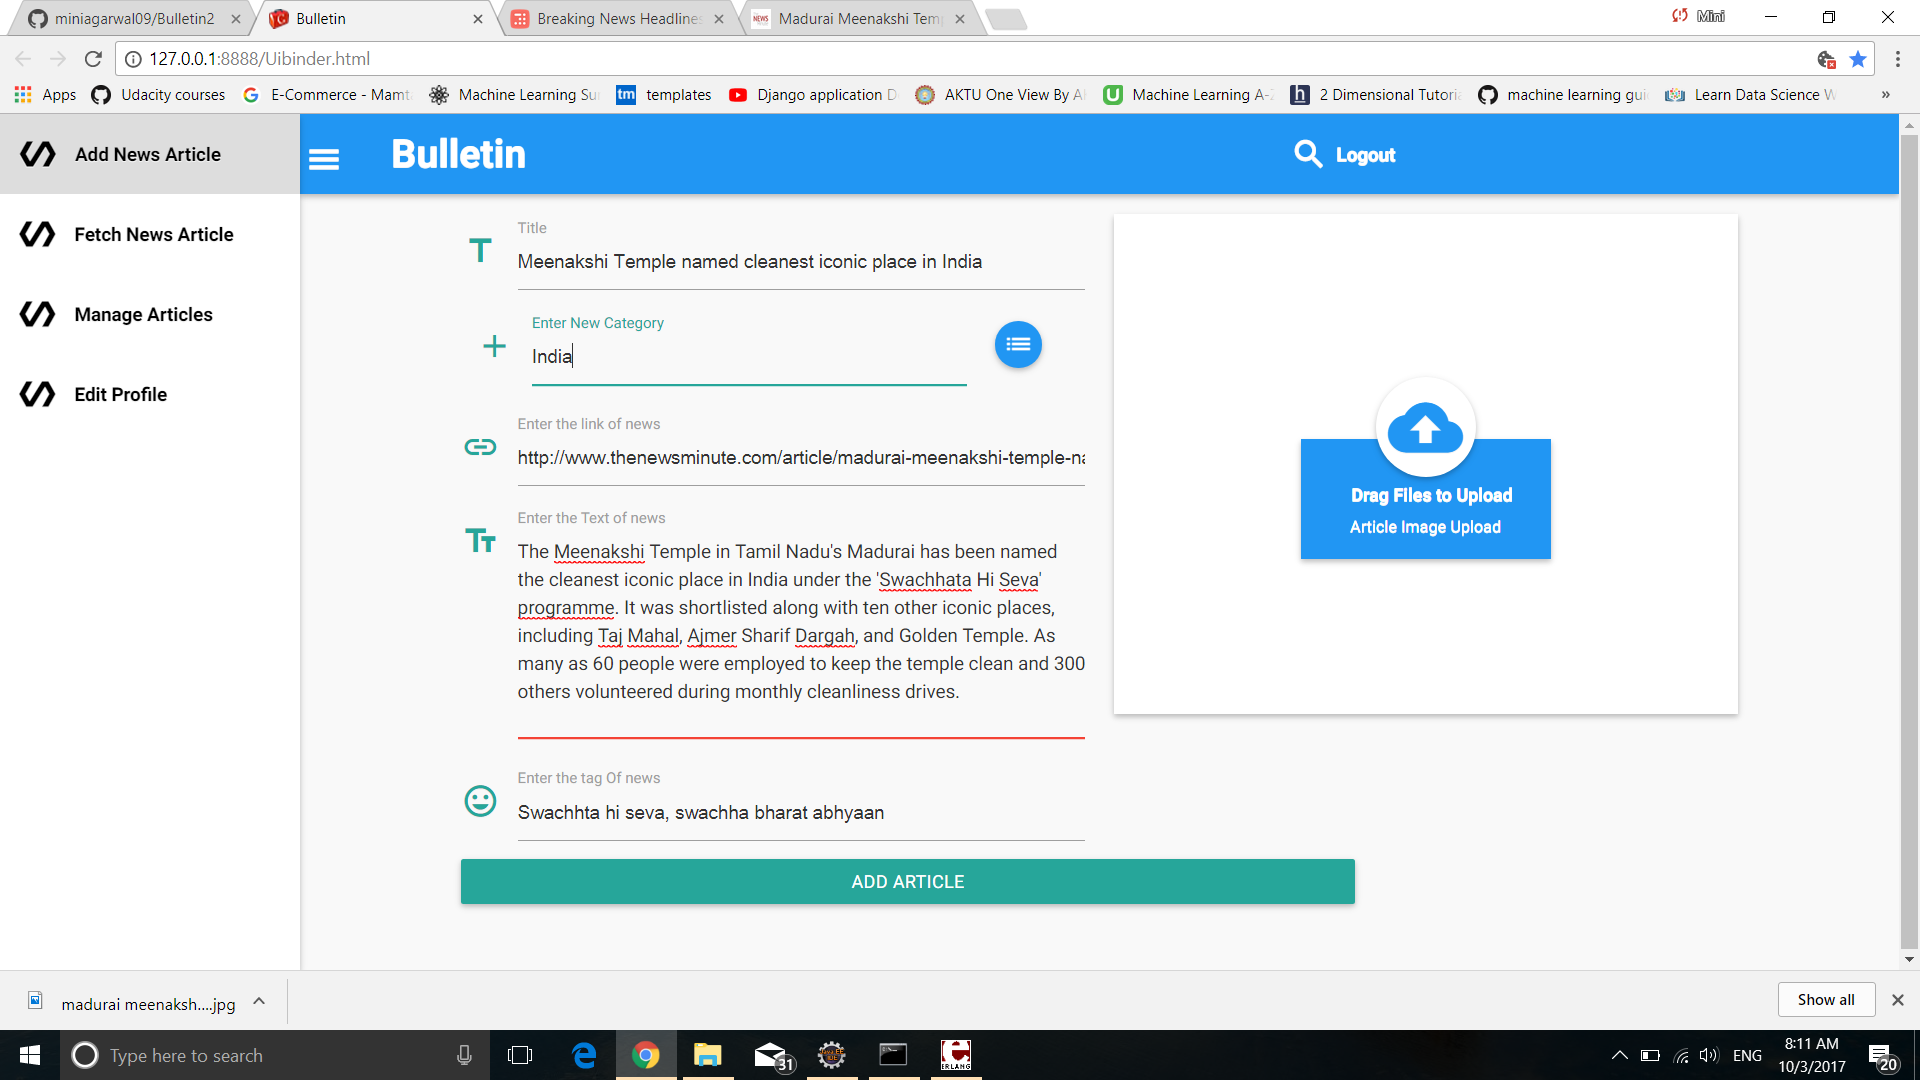 miniagarwal09/Bulletin2
Bulletin
Breaking News Headlines
Madurai Meenakshi Tem
Mini
127.0.0.1:8888/Uibinder.html
Apps
Udacity courses
E-Commerce - Mamta
Machine Learning Su
tm templates
Django application D
AKTU One View By A
Machine Learning A-Z
2 Dimensional Tutoria
machine learning gui
Learn Data Science W
»
Add News Article
Fetch News Article
Manage Articles
Edit Profile
Bulletin
Logout
Title
Meenakshi Temple named cleanest iconic place in India
Enter New Category
India
Enter the link of news
http://www.thenewsminute.com/article/madurai-meenakshi-temple-na
Enter the Text of news
The Meenakshi Temple in Tamil Nadu's Madurai has been named
the cleanest iconic place in India under the 'Swachhata Hi Seva'
programme. It was shortlisted along with ten other iconic places,
including Taj Mahal, Ajmer Sharif Dargah, and Golden Temple. As
many as 60 people were employed to keep the temple clean and 300
others volunteered during monthly cleanliness drives.
Enter the tag Of news
Swachhta hi seva, swachha bharat abhyaan
ADD ARTICLE
Drag Files to Upload
Article Image Upload
madurai meenaksh....jpg
Show all
Type here to search
31
ERLANG
ENG
8:11 AM
10/3/2017
20